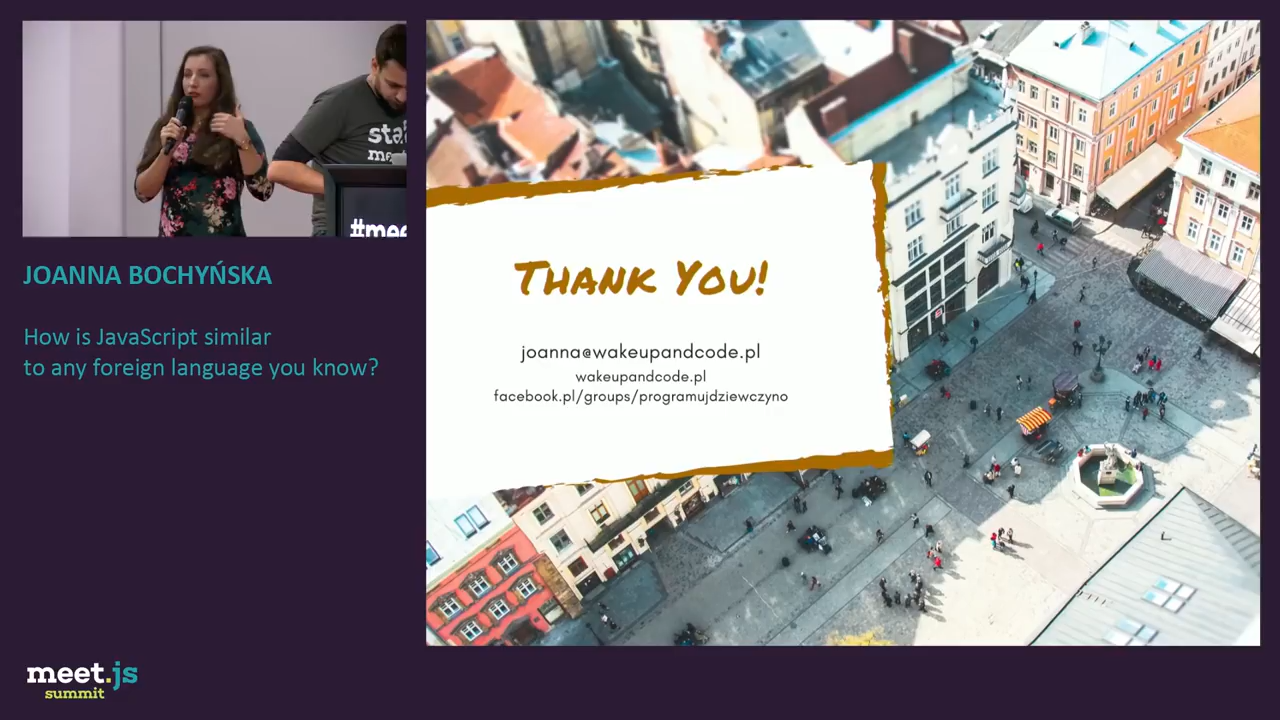 #mee
JOANNA BOCHYŃSKA
How is JavaScript similar
to any foreign language you know?
Thank You!
joanna@wakeupandcode.pl
wakeupandcode.pl
facebook.pl/groups/programujdziewczyno
meet.js
summit